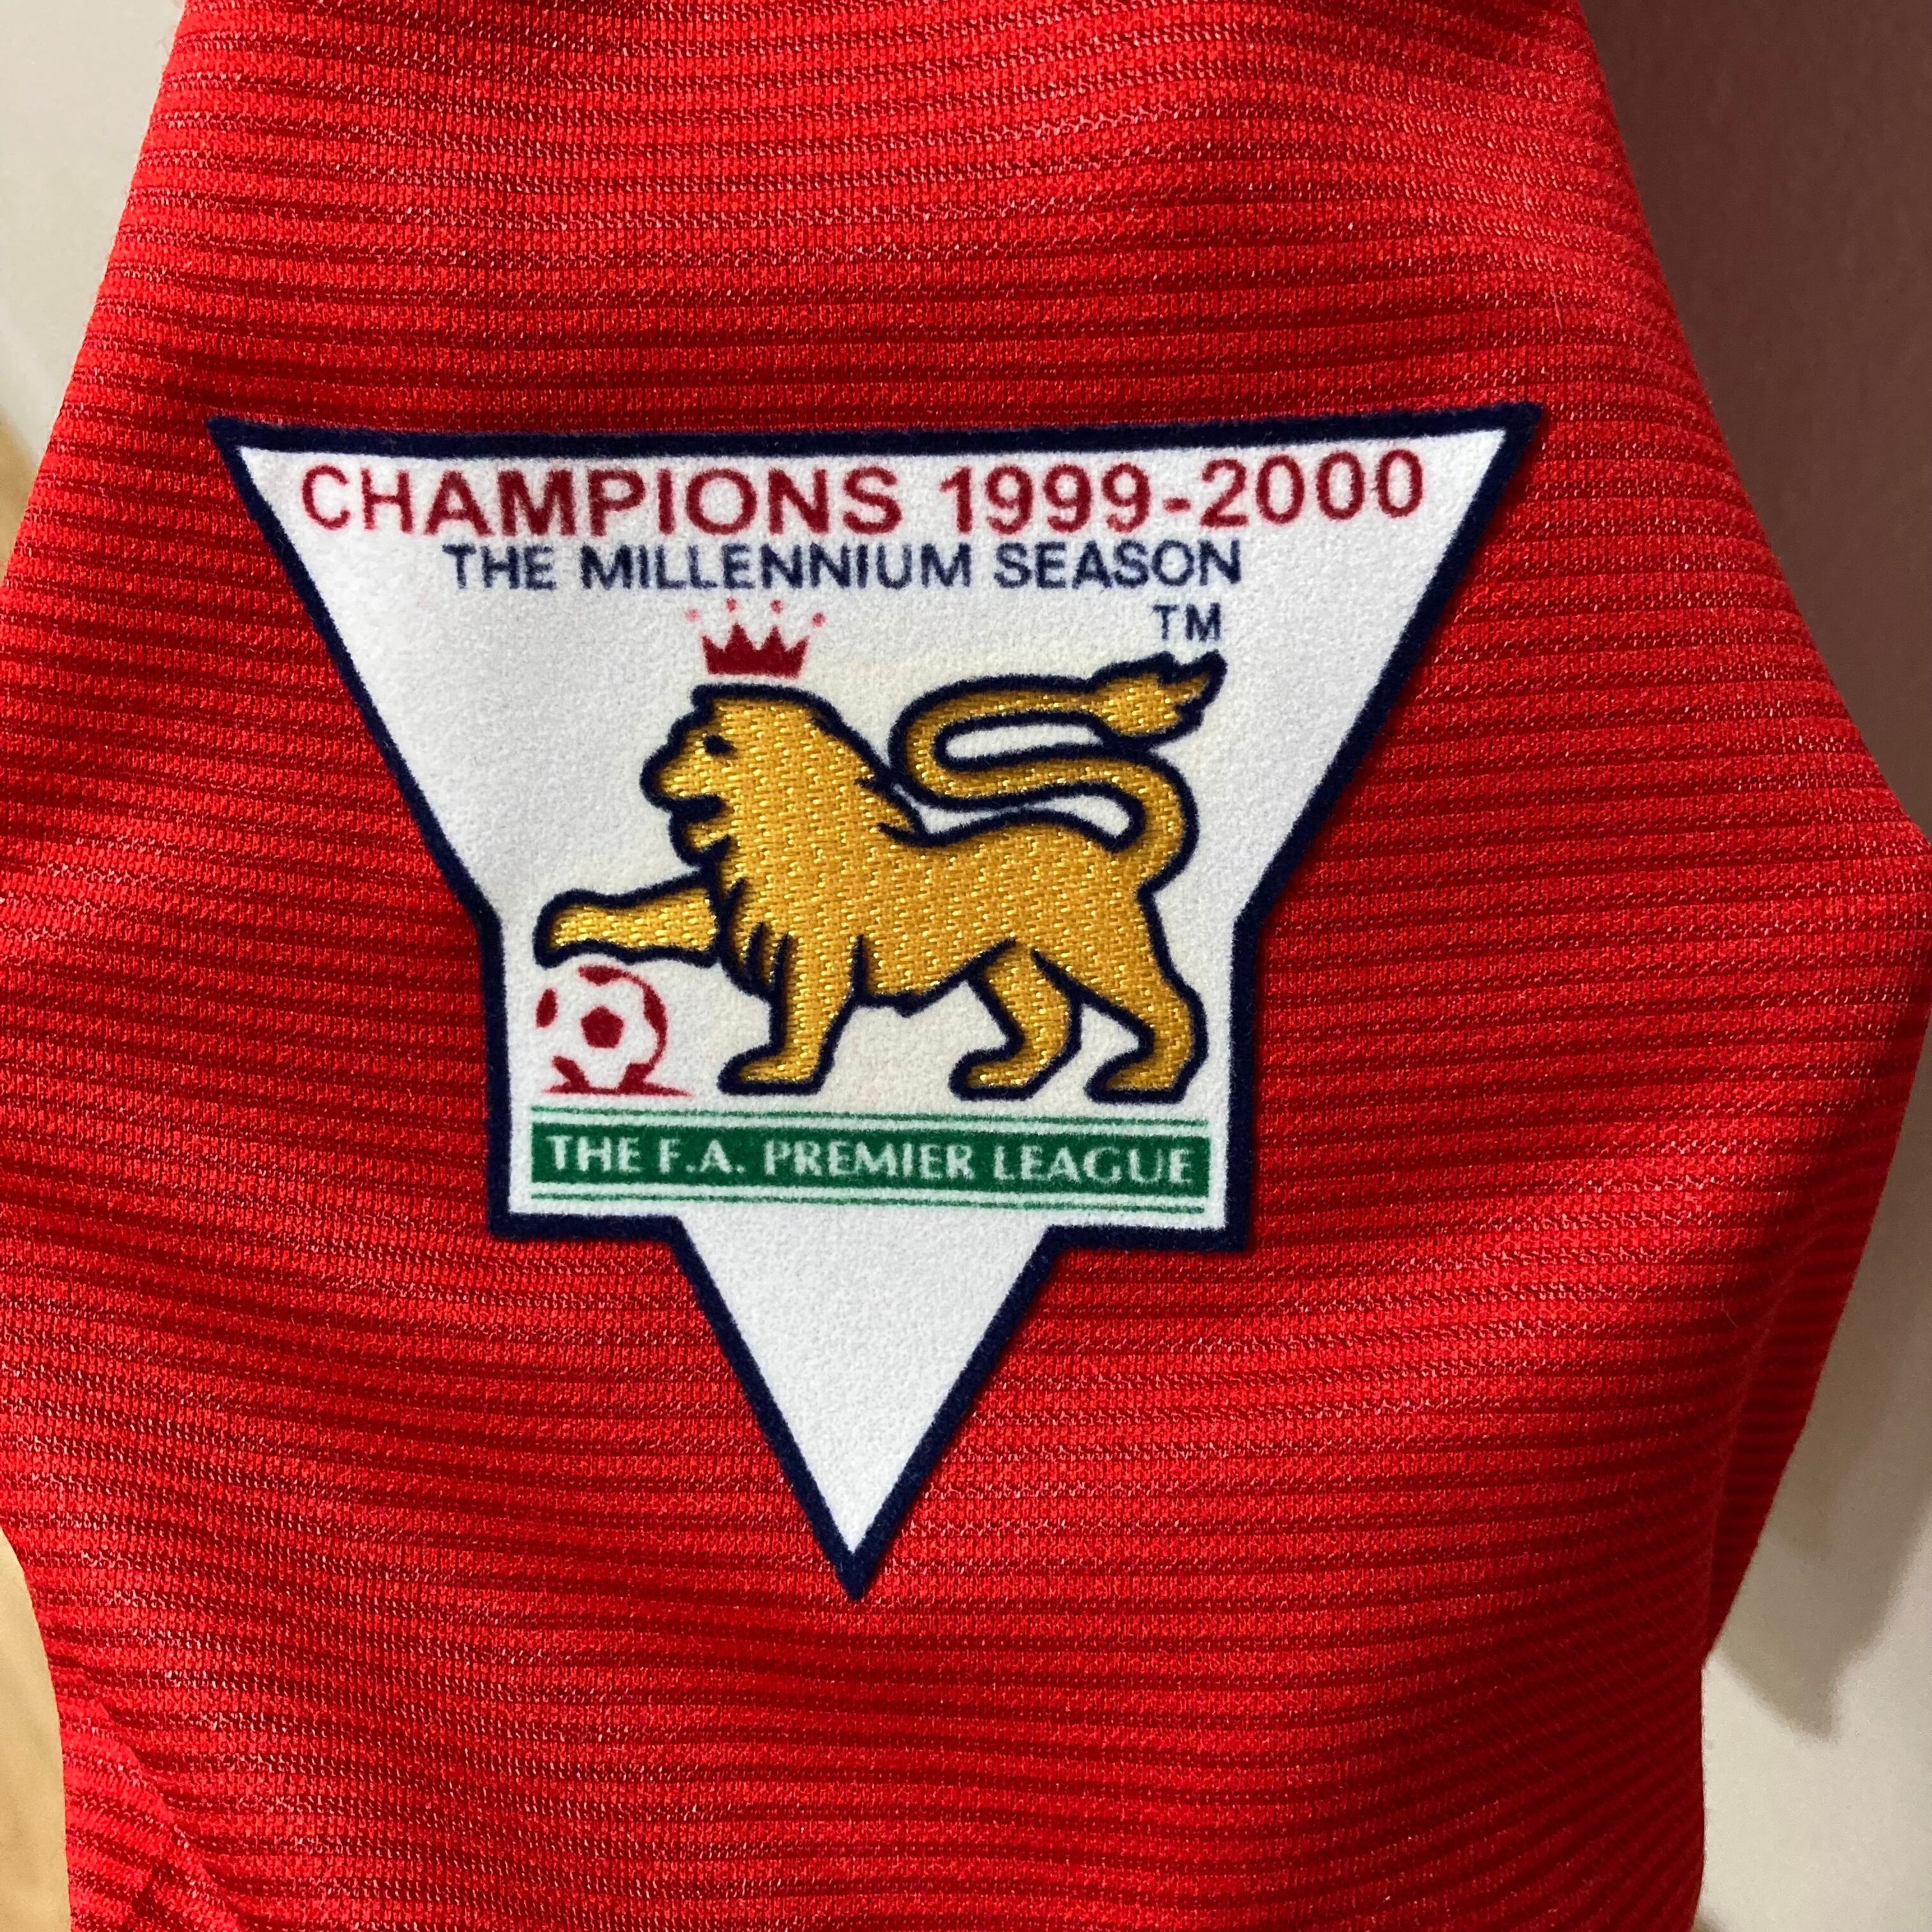 CHAMPIONS 1999-2000
THE MILLENNIUM SEASON
TM
THE F.A. PREMIER LEAGUE